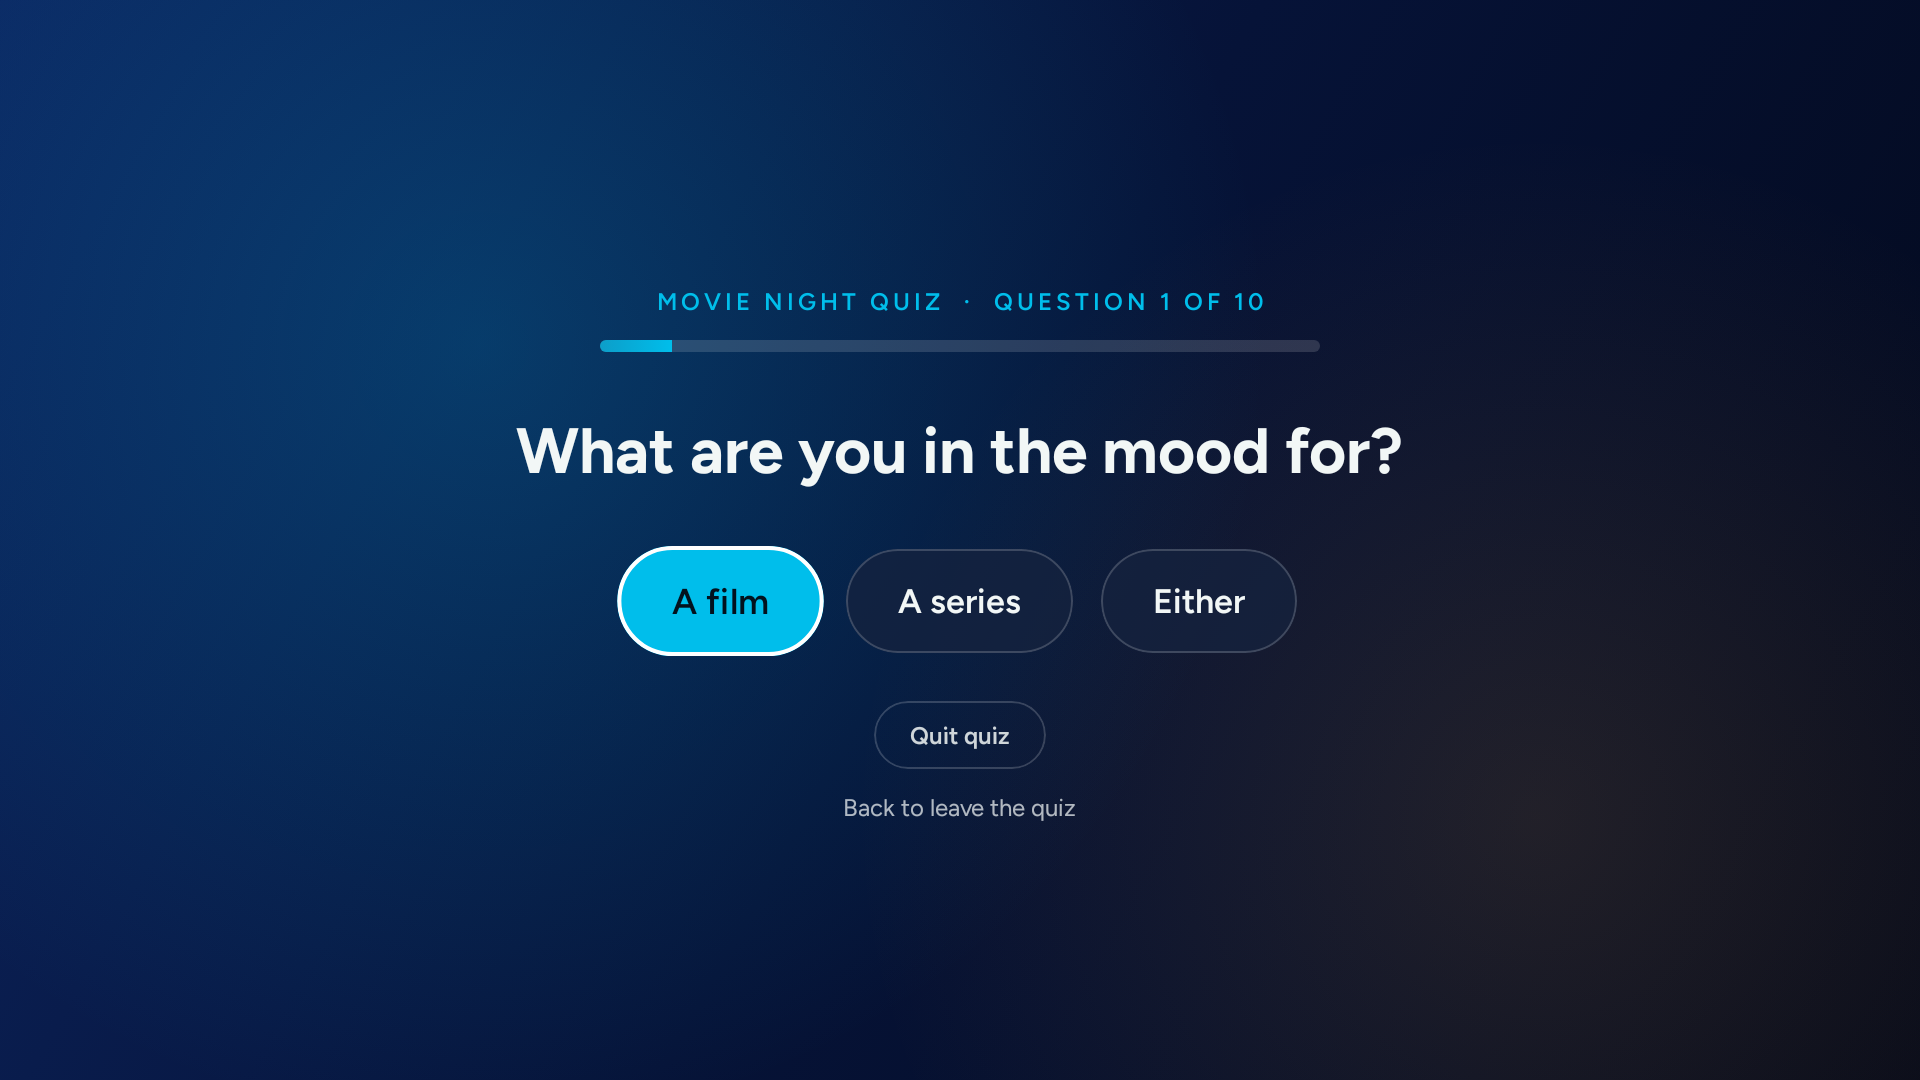 MOVIE NIGHT QUIZ · QUESTION 1 OF 10
What are you in the mood for?
A film
A series
Either
Quit quiz
Back to leave the quiz